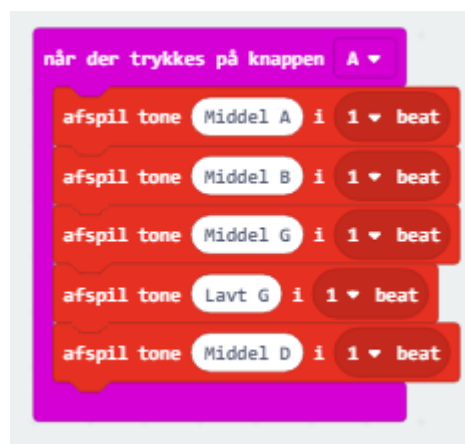 når der trykkes på knappen A
afspil tone Middel A i 1 beat
afspil tone Middel B i 1 beat
afspil tone Middel G i 1 beat
afspil tone Lavt G i 1 beat
afspil tone Middel D i 1 beat